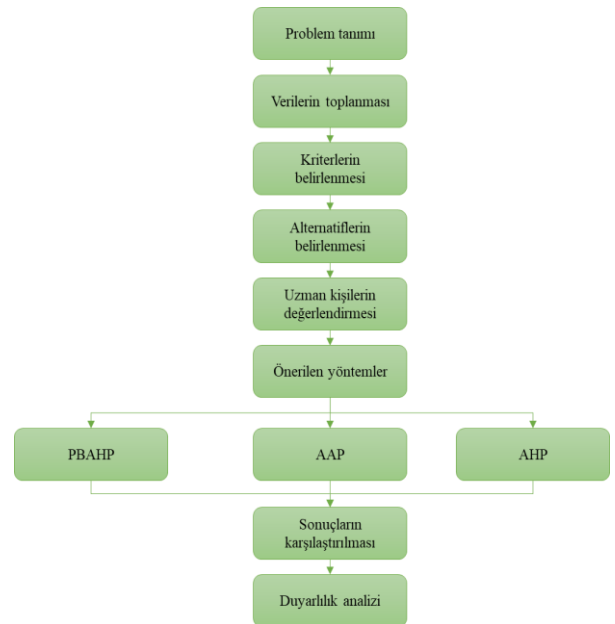 Problem tanımı
Verilerin toplanması
Kriterlerin
belirlenmesi
Alternatiflerin
belirlenmesi
Uzman kişilerin
değerlendirmesi
Önerilen yöntemler
PBAHP
AAP
AHP
Sonuçların
karşılaştırılması
Duyarlılık analizi